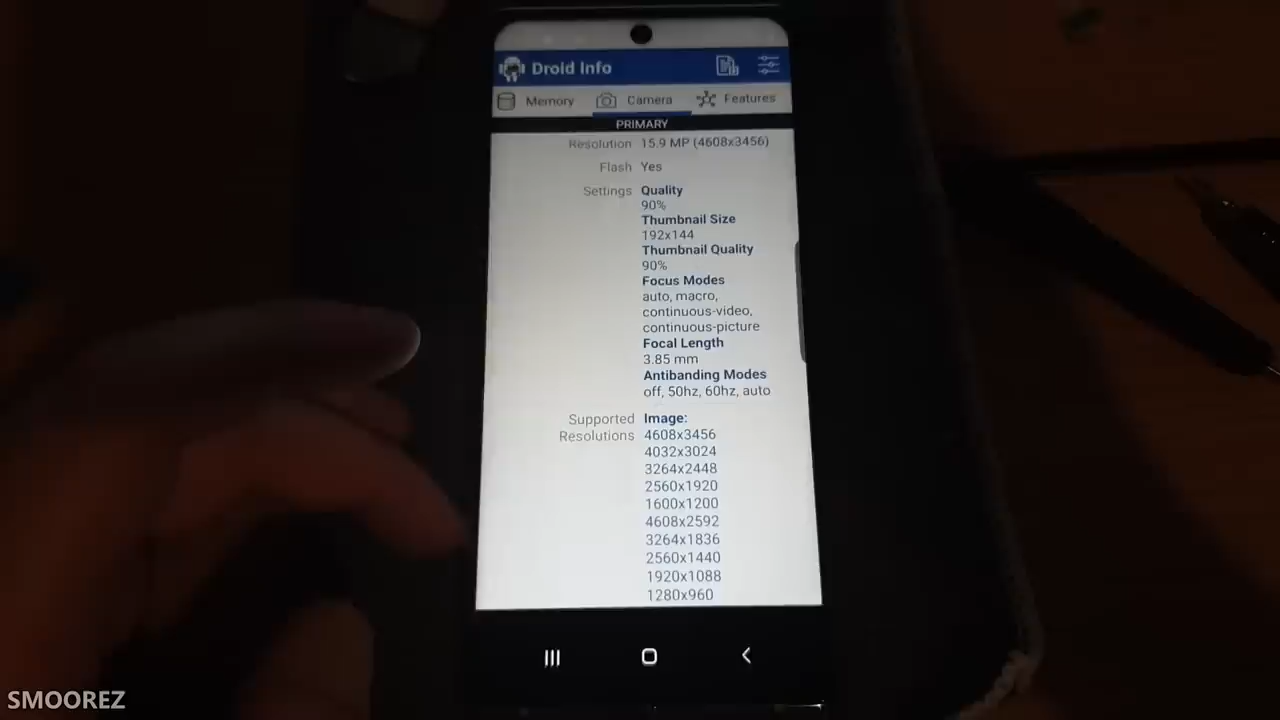 Droid Info
Memory Camera Features
PRIMARY
Resolution 15.9 MP (4608x3456)
Flash Yes
Settings Quality
90%
Thumbnail Size
192x144
Thumbnail Quality
90%
Focus Modes
auto, macro,
continuous-video,
continuous-picture
Focal Length
3.85 mm
Antibanding Modes
off, 50hz, 60hz, auto
Supported Image:
Resolutions 4608x3456
4032x3024
3264x2448
2560x1920
1600x1200
4608x2592
3264x1836
2560x1440
1920x1088
1280x960
SMOOREZ